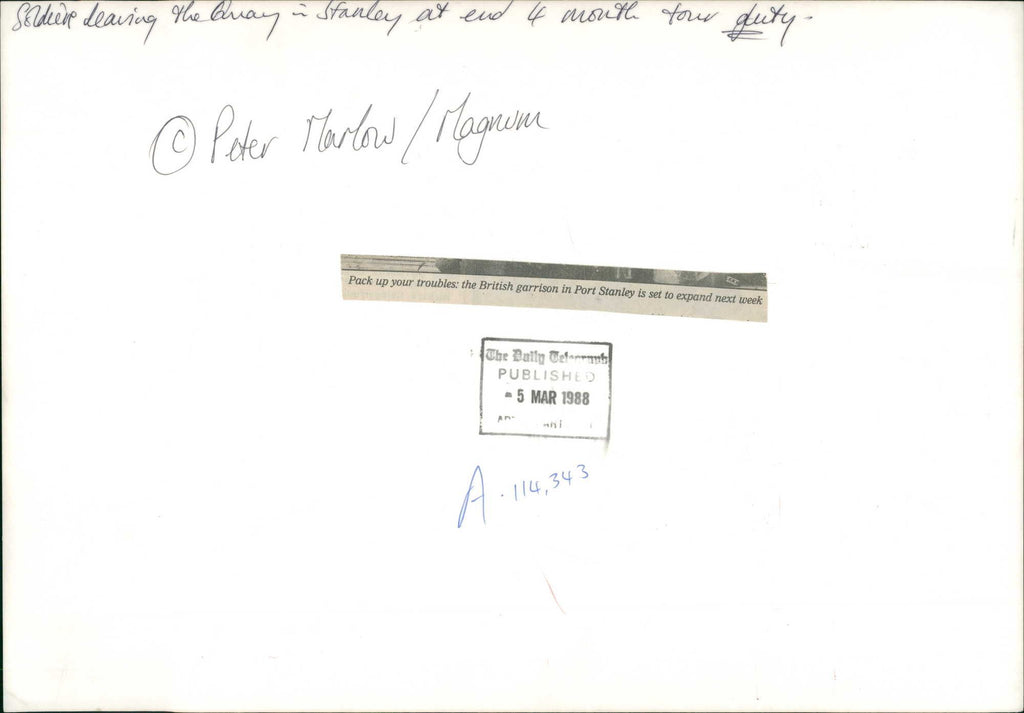 Soldiers leaving the Quay in Stanley at end 4 month tour duty -
© Peter Marlow / Magnum
Pack up your troubles: the British garrison in Port Stanley is set to expand next week
The Daily Telegraph
PUBLISHED
- 5 MAR 1988
A. 114,343